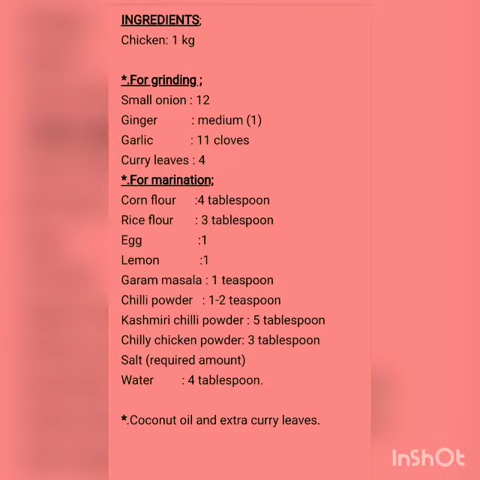 INGREDIENTS:
Chicken: 1 kg
*.For grinding ;
Small onion : 12
Ginger : medium (1)
Garlic : 11 cloves
Curry leaves : 4
*.For marination;
Corn flour :4 tablespoon
Rice flour : 3 tablespoon
Egg :1
Lemon :1
Garam masala : 1 teaspoon
Chilli powder : 1-2 teaspoon
Kashmiri chilli powder : 5 tablespoon
Chilly chicken powder: 3 tablespoon
Salt (required amount)
Water : 4 tablespoon.
*.Coconut oil and extra curry leaves.
InShOt